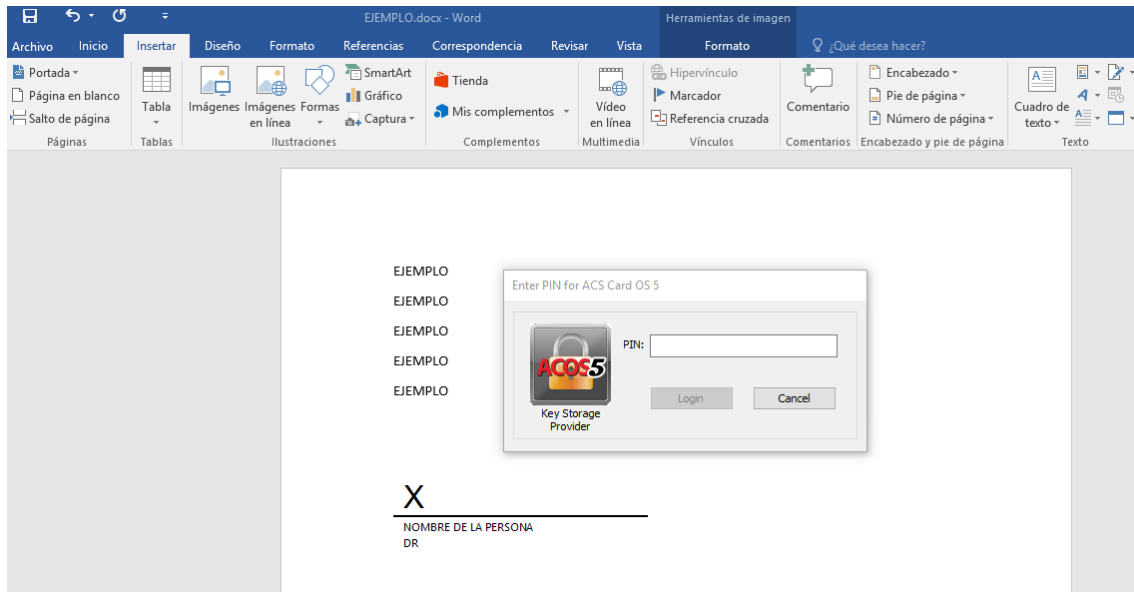 EJEMPLO.docx - Word
Herramientas de imagen
Archivo Inicio Insertar Diseño Formato Referencias Correspondencia Revisar Vista Formato ¿Qué desea hacer?
Portada
Página en blanco
Salto de página
Páginas
Tabla
Tablas
Imágenes
Imágenes
en línea
Formas
SmartArt
Gráfico
Captura
Ilustraciones
Tienda
Mis complementos
Complementos
Vídeo
en línea
Multimedia
Hipervínculo
Marcador
Referencia cruzada
Vínculos
Comentario
Comentarios
Encabezado
Pie de página
Número de página
Encabezado y pie de página
Cuadro de
texto
Texto
EJEMPLO
EJEMPLO
EJEMPLO
EJEMPLO
EJEMPLO
Enter PIN for ACS Card OS 5
ACOS5
Key Storage
Provider
PIN:
Login Cancel
X
NOMBRE DE LA PERSONA
DR